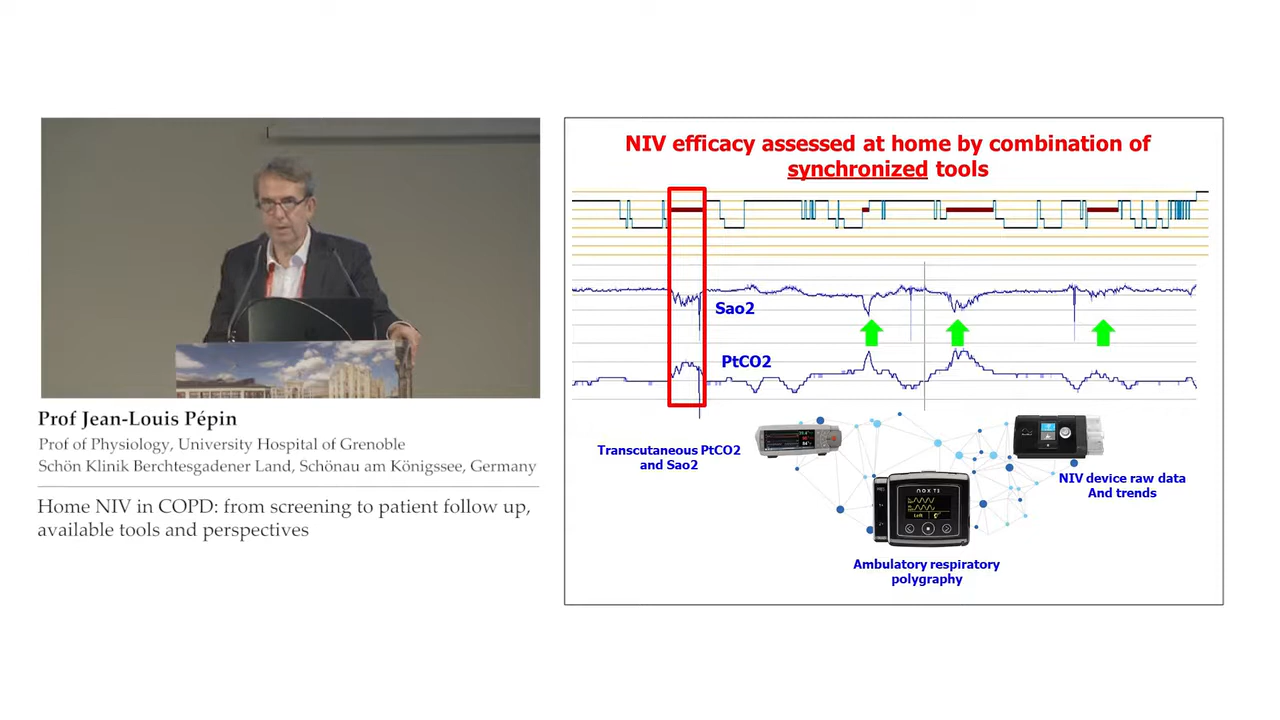 Prof Jean-Louis Pépin
Prof of Physiology, University Hospital of Grenoble
Schön Klinik Berchtesgadener Land, Schönau am Königssee, Germany
Home NIV in COPD: from screening to patient follow up,
available tools and perspectives
NIV efficacy assessed at home by combination of
synchronized tools
Sao2
PtCO2
Transcutaneous PtCO2
and Sao2
NIV device raw data
And trends
NOX T3
Ambulatory respiratory
polygraphy